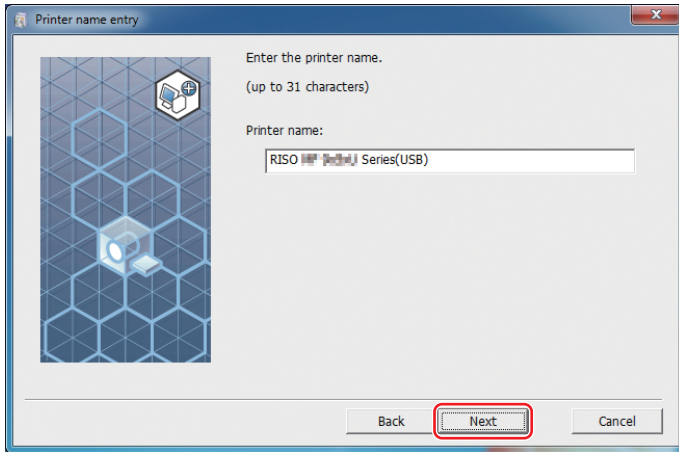 Printer name entry
Enter the printer name.
(up to 31 characters)
Printer name:
RISO Series(USB)
Back
Next
Cancel